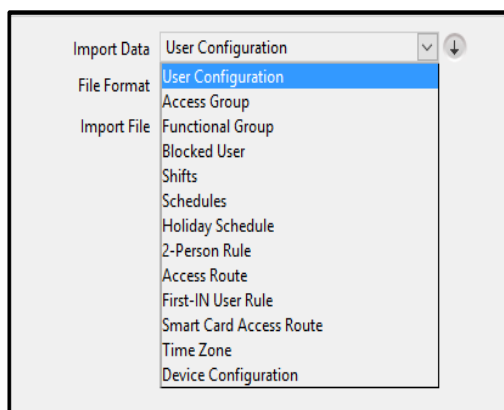 Import Data User Configuration
File Format User Configuration
Access Group
Import File Functional Group
Blocked User
Shifts
Schedules
Holiday Schedule
2-Person Rule
Access Route
First-IN User Rule
Smart Card Access Route
Time Zone
Device Configuration